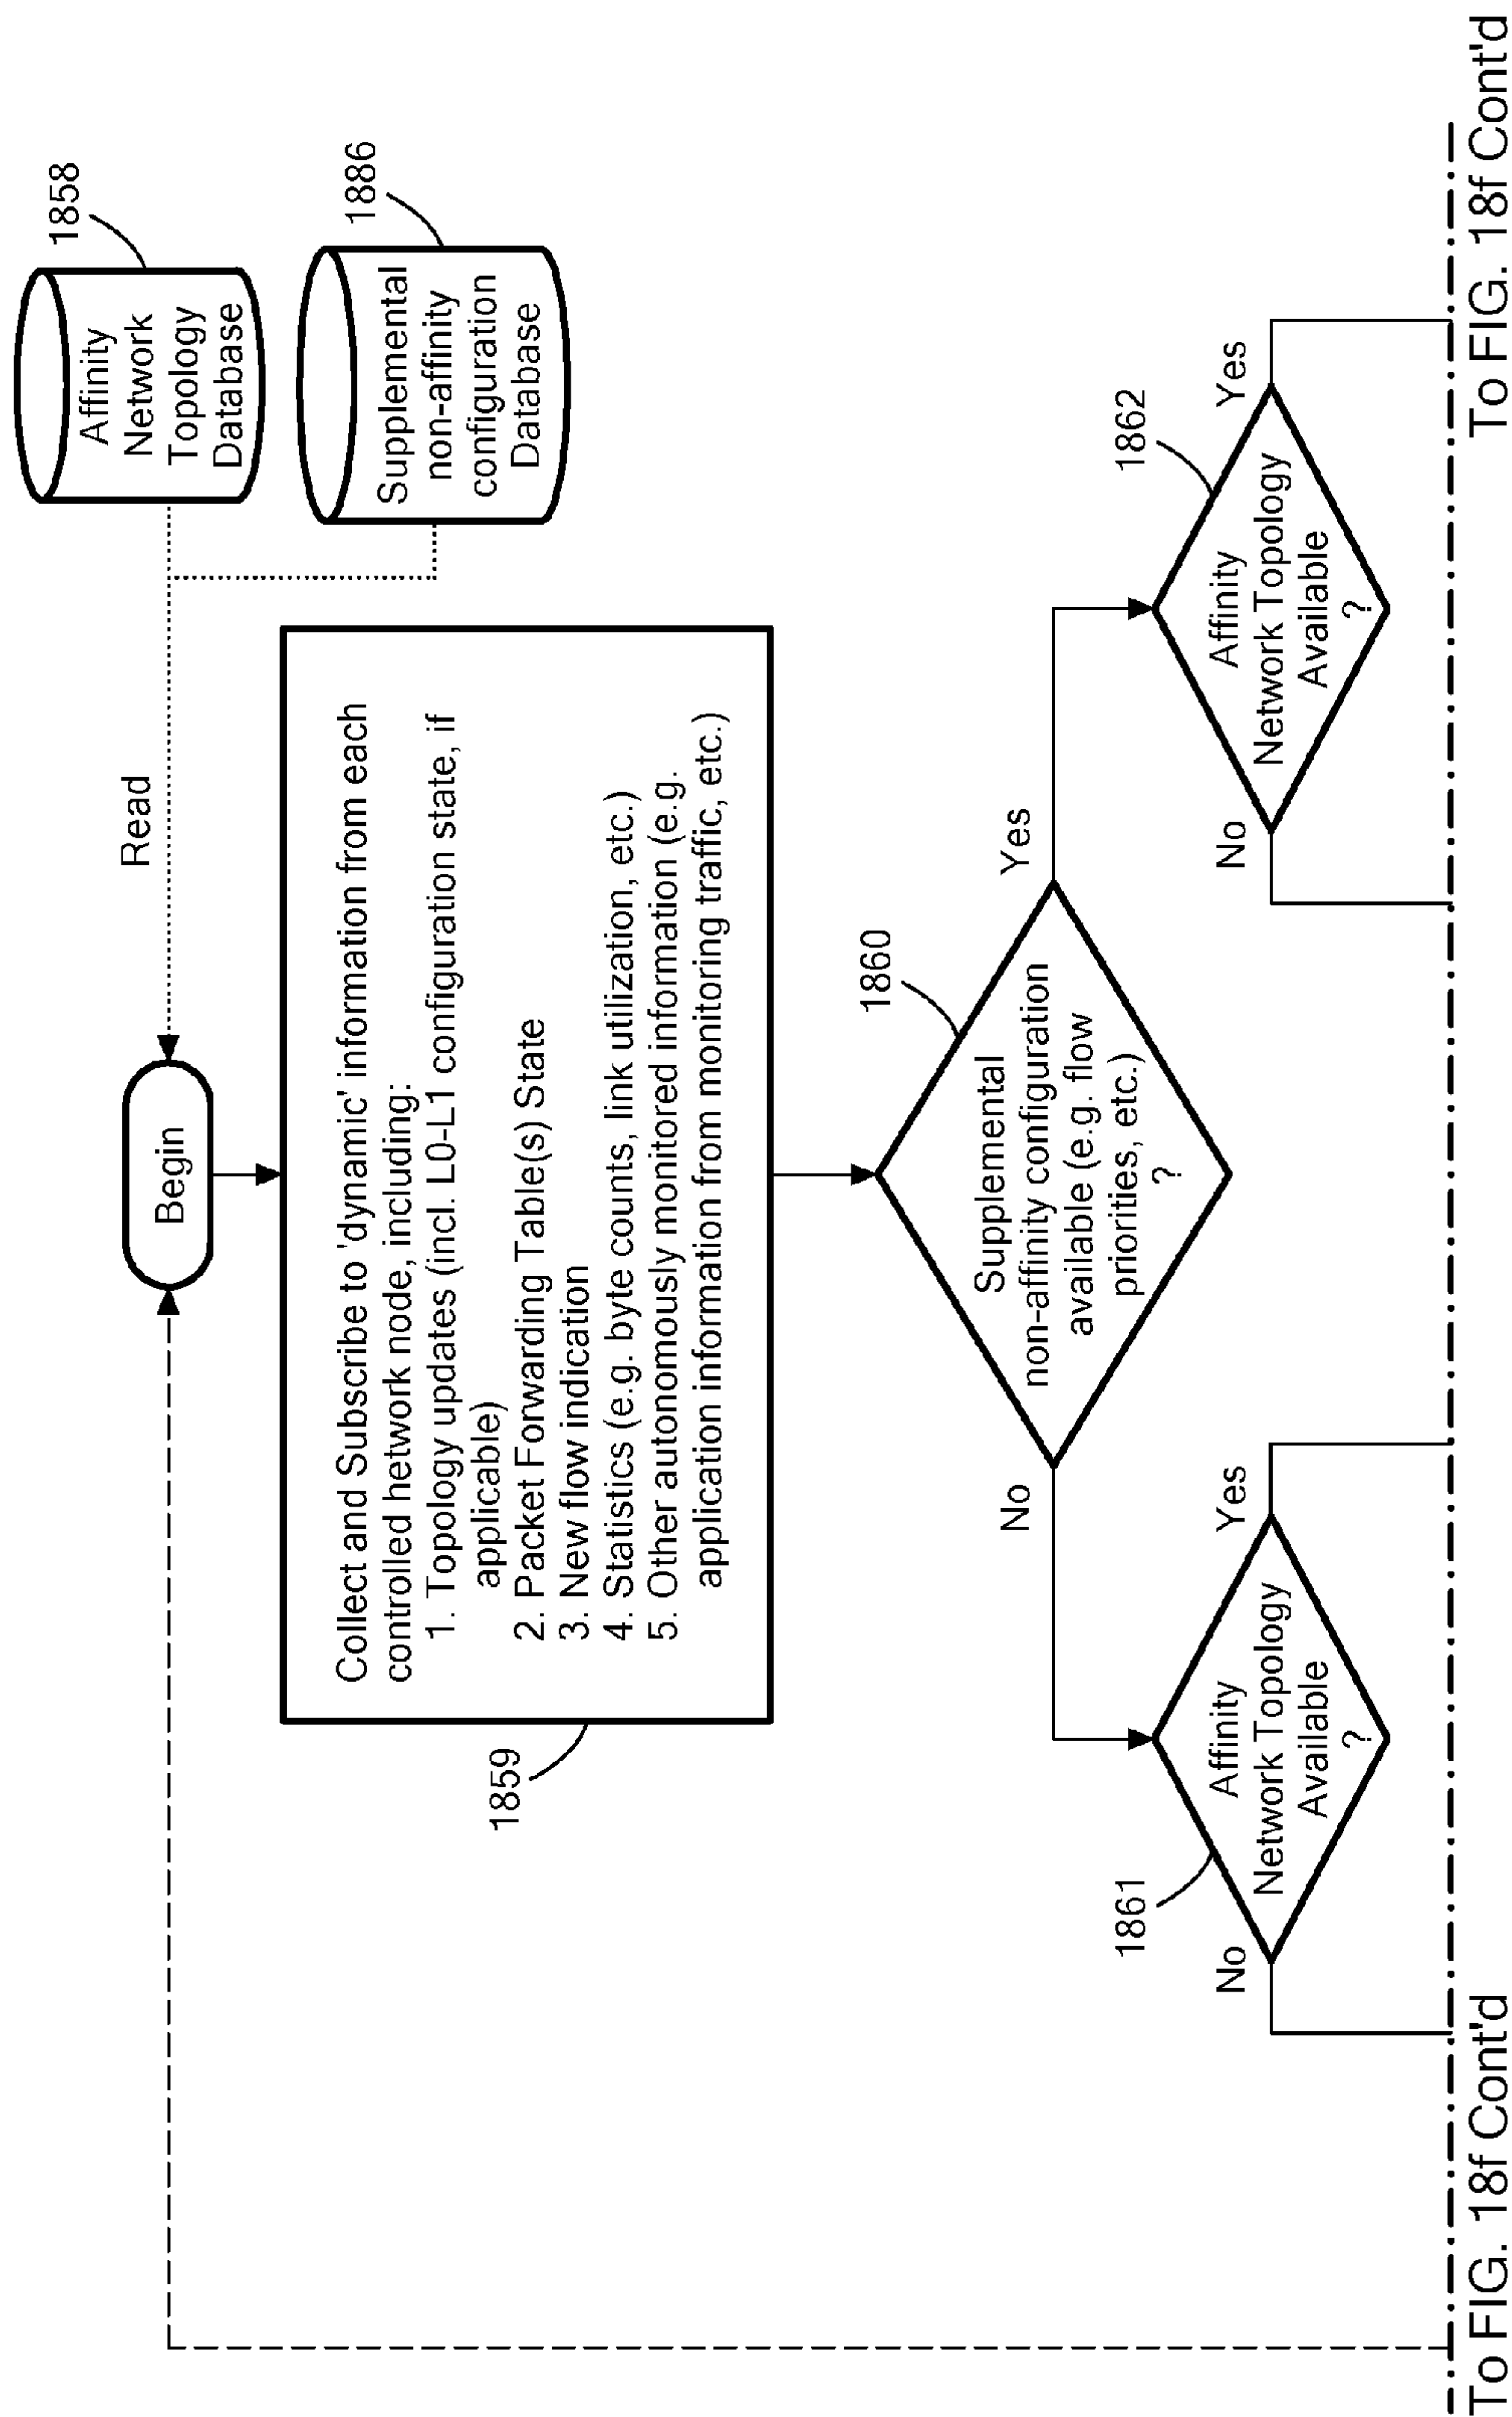 1858
Affinity
Network
Topology
Database
1886
Supplemental
non-affinity
configuration
Database
Read
Begin
1859
Collect and Subscribe to 'dynamic' information from each
controlled network node, including:
1. Topology updates (incl. L0-L1 configuration state, if
applicable)
2. Packet Forwarding Table(s) State
3. New flow indication
4. Statistics (e.g. byte counts, link utilization, etc.)
5. Other autonomously monitored information (e.g.
application information from monitoring traffic, etc.)
1860
Supplemental
non-affinity configuration
available (e.g. flow
priorities, etc.)
?
No
Yes
1861
Affinity
Network Topology
Available
?
No
Yes
1862
Affinity
Network Topology
Available
?
No
Yes
To FIG. 18f Cont'd
To FIG. 18f Cont'd